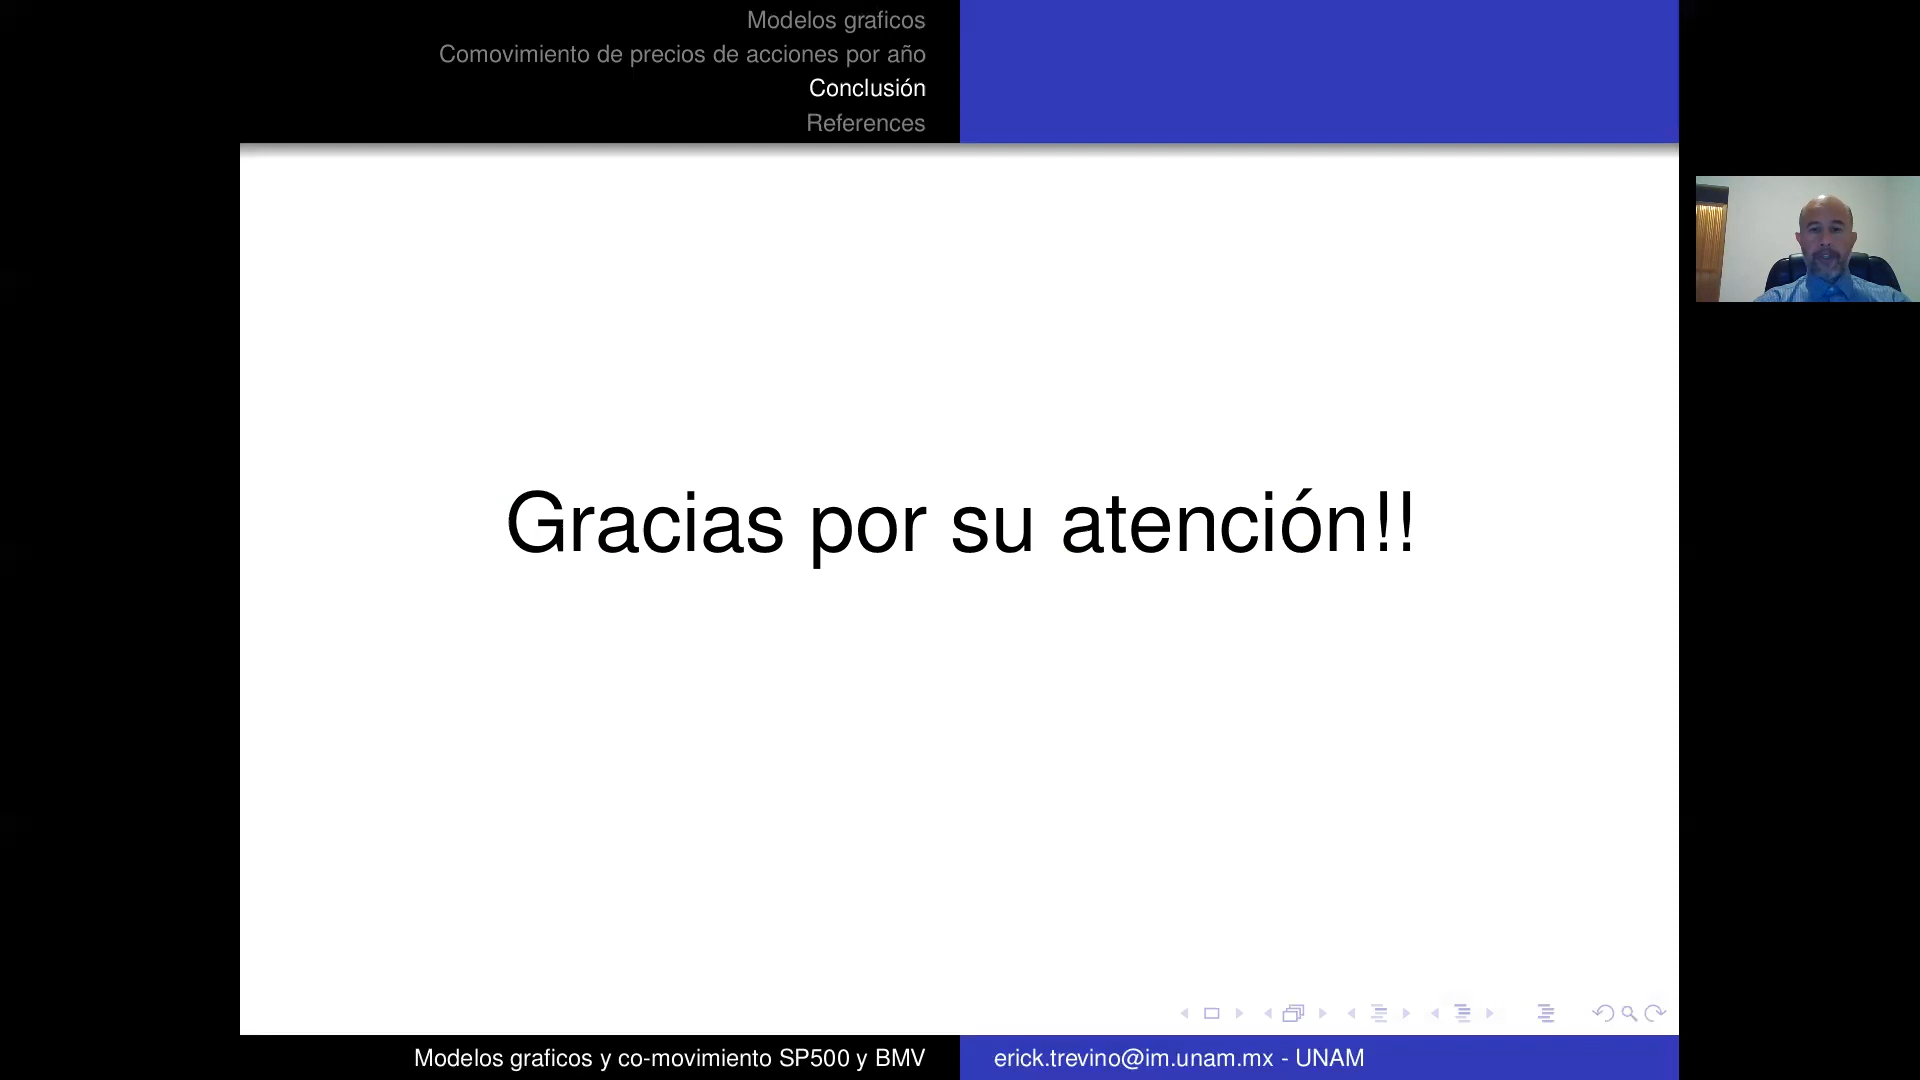 Modelos graficos
Comovimiento de precios de acciones por año
Conclusión
References
Gracias por su atención!!
Modelos graficos y co-movimiento SP500 y BMV
erick.trevino@im.unam.mx - UNAM